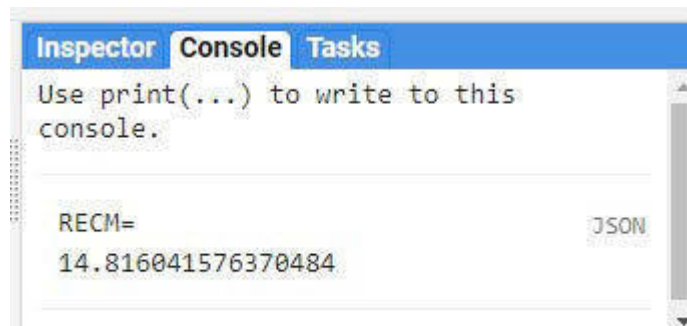 Inspector Console Tasks
Use print(...) to write to this
console.
RECM= JSON
14.816041576370484